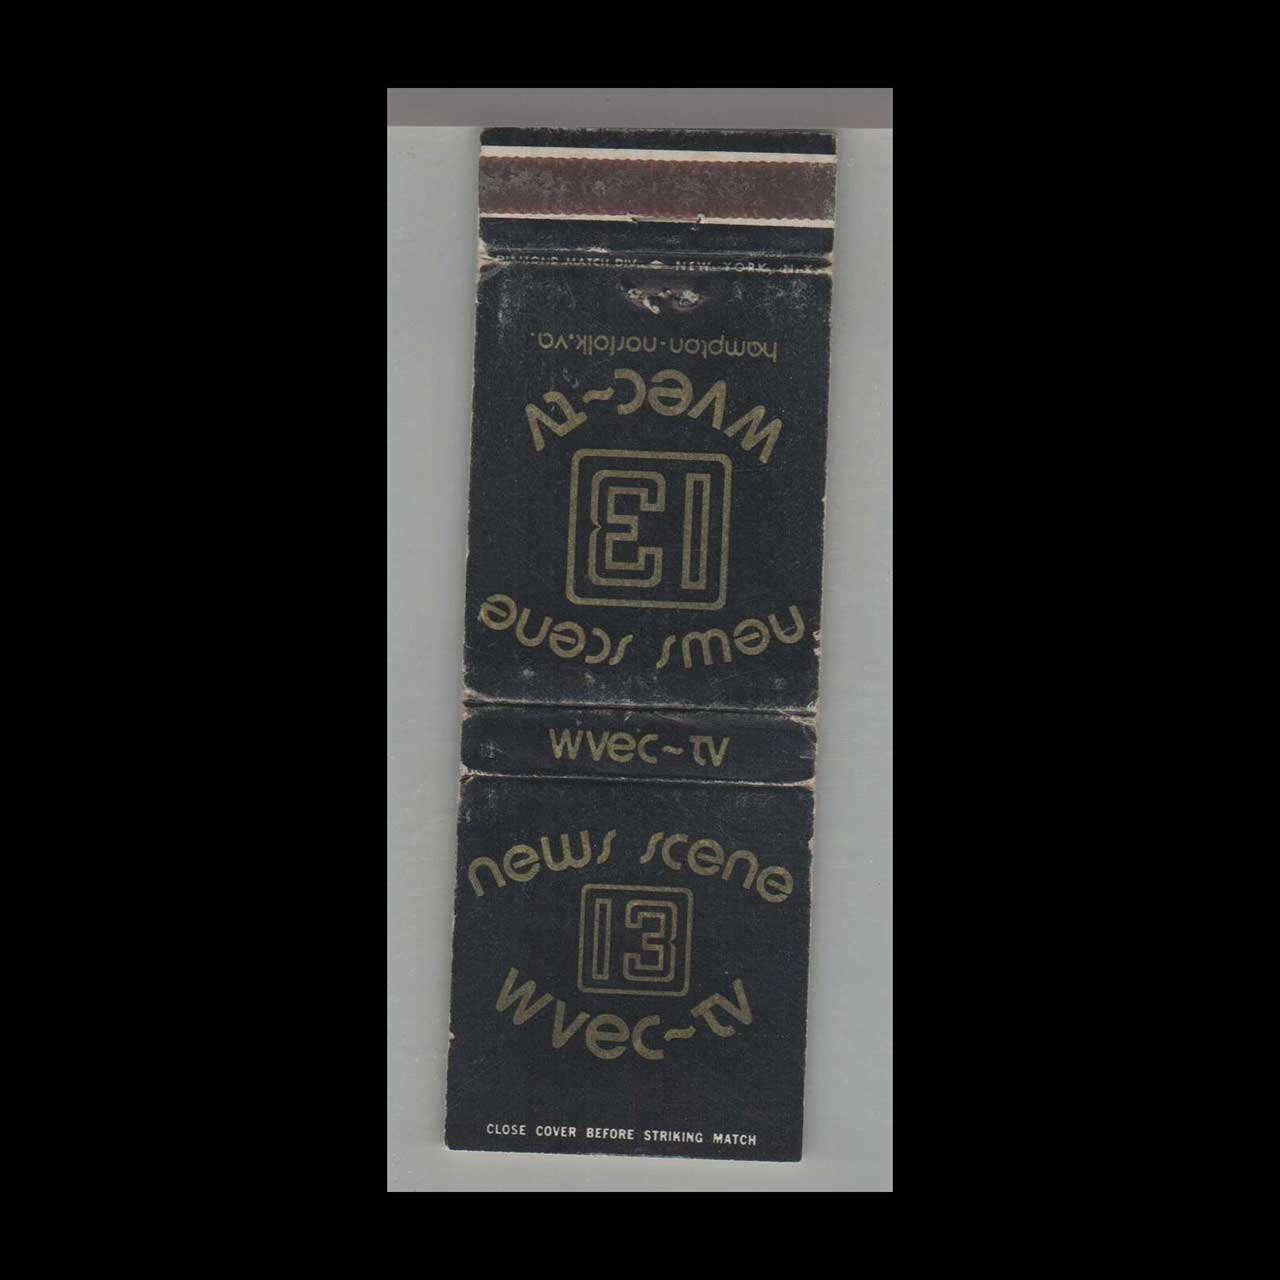 DIAMOND MATCH DIV. NEW YORK, N.Y.
hampton-norfolk,va.
wvec~tv
13
news scene
wvec~tv
news scene
13
wvec~tv
CLOSE COVER BEFORE STRIKING MATCH